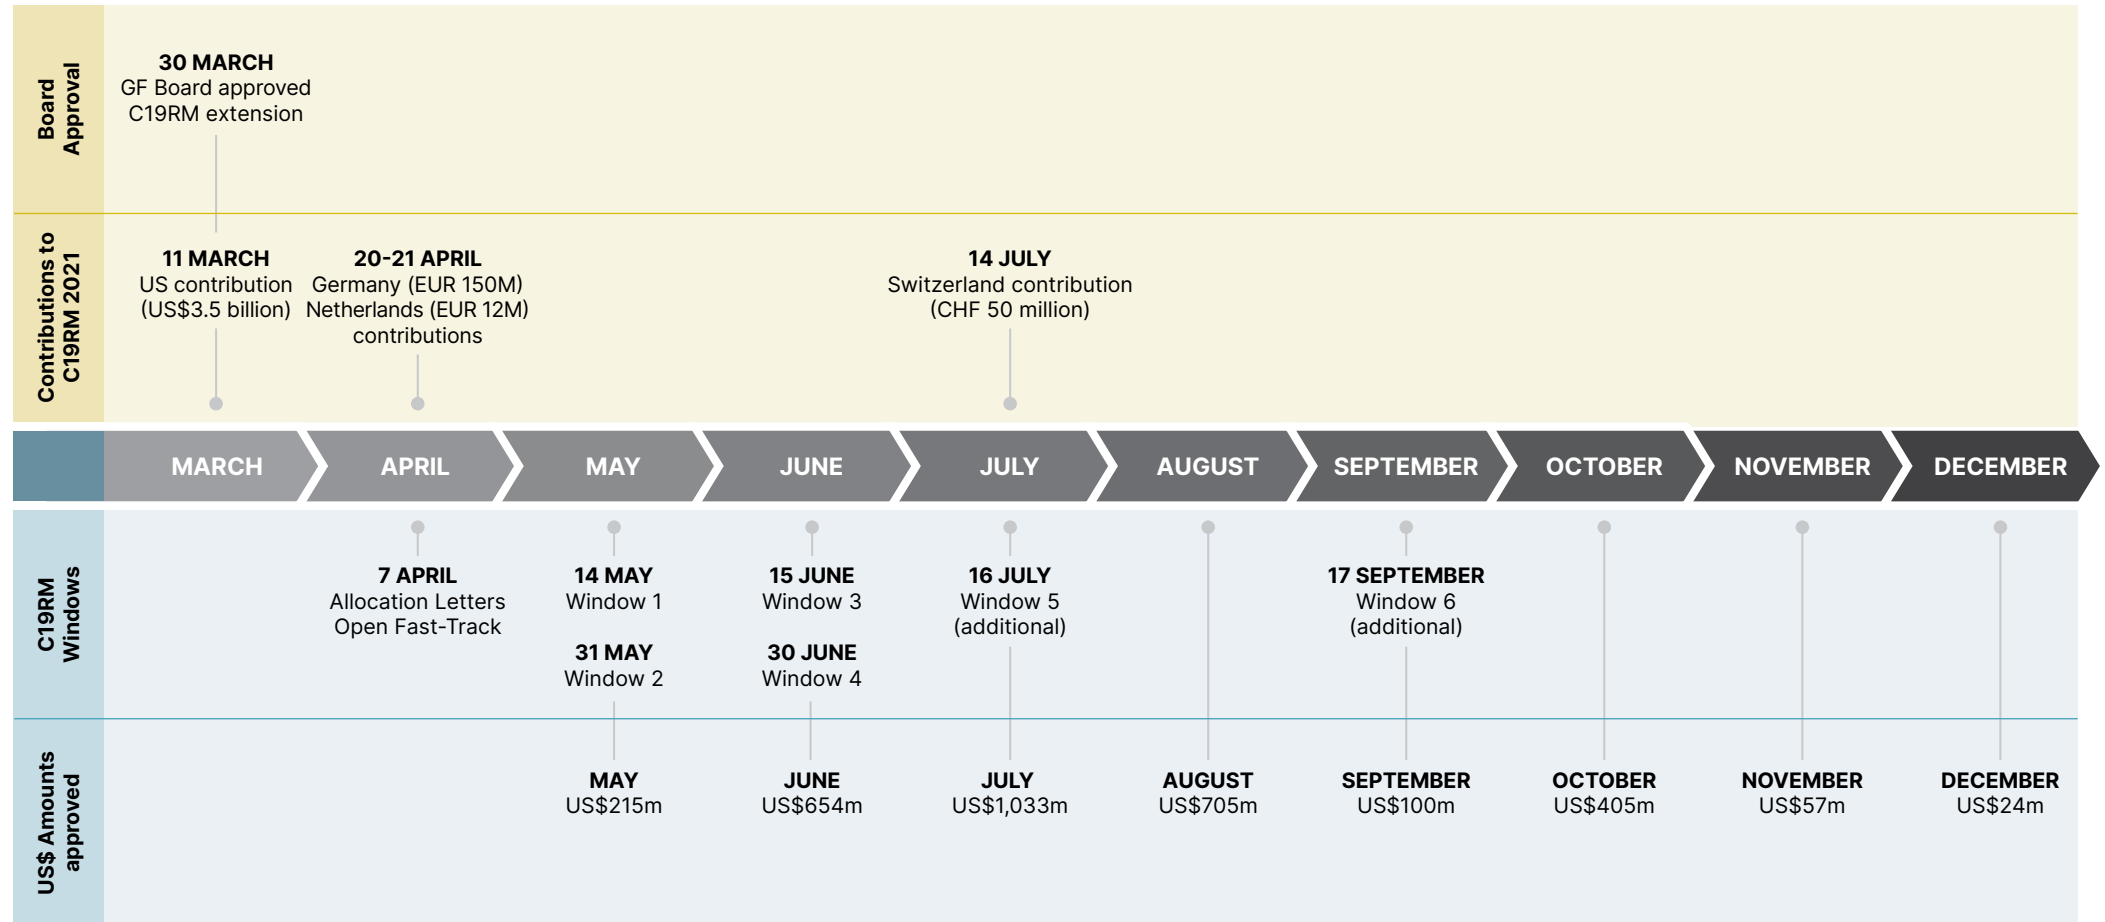 Board
Approval
30 MARCH
GF Board approved
C19RM extension
Contributions to
C19RM 2021
11 MARCH
US contribution
(US$3.5 billion)
20-21 APRIL
Germany (EUR 150M)
Netherlands (EUR 12M)
contributions
14 JULY
Switzerland contribution
(CHF 50 million)
MARCH
APRIL
MAY
JUNE
JULY
AUGUST
SEPTEMBER
OCTOBER
NOVEMBER
DECEMBER
C19RM
Windows
7 APRIL
Allocation Letters
Open Fast-Track
14 MAY
Window 1
31 MAY
Window 2
15 JUNE
Window 3
30 JUNE
Window 4
16 JULY
Window 5
(additional)
17 SEPTEMBER
Window 6
(additional)
US$ Amounts
approved
MAY
US$215m
JUNE
US$654m
JULY
US$1,033m
AUGUST
US$705m
SEPTEMBER
US$100m
OCTOBER
US$405m
NOVEMBER
US$57m
DECEMBER
US$24m